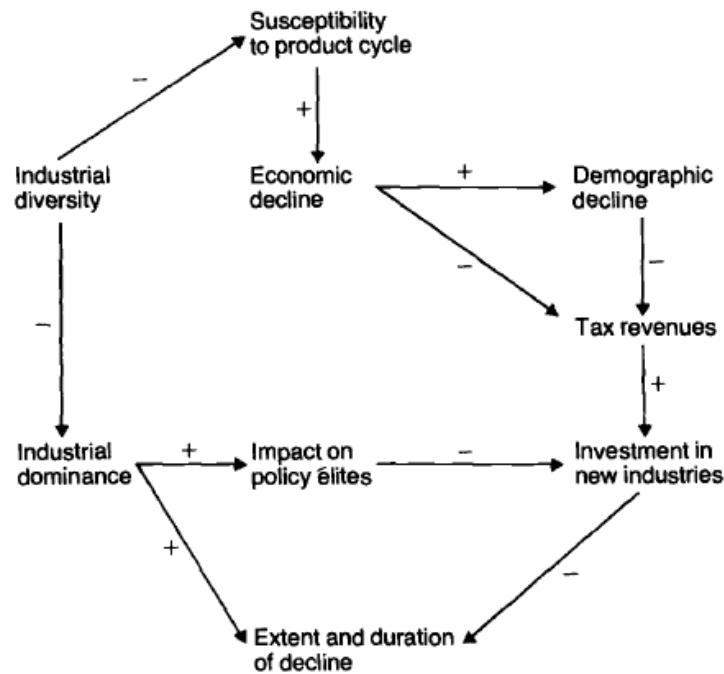 Susceptibility
to product cycle
−
+
Industrial
diversity
Economic
decline
+
Demographic
decline
−
−
−
Tax revenues
+
Industrial
dominance
+
Impact on
policy élites
−
Investment in
new industries
+
−
Extent and duration
of decline